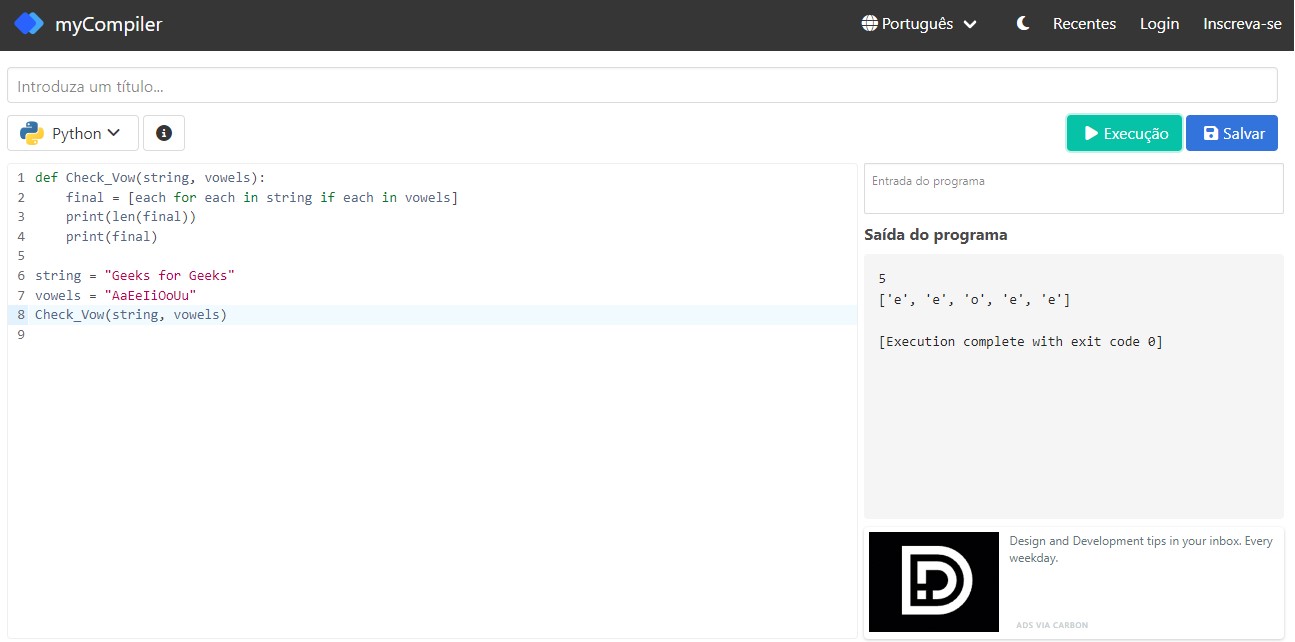 myCompiler
Português
Recentes
Login
Inscreva-se
Introduza um título...
Python
Execução
Salvar
1 def Check_Vow(string, vowels):
2     final = [each for each in string if each in vowels]
3     print(len(final))
4     print(final)
5
6 string = "Geeks for Geeks"
7 vowels = "AaEeIiOoUu"
8 Check_Vow(string, vowels)
9
Entrada do programa
Saída do programa
5
['e', 'e', 'o', 'e', 'e']
[Execution complete with exit code 0]
Design and Development tips in your inbox. Every
weekday.
ADS VIA CARBON